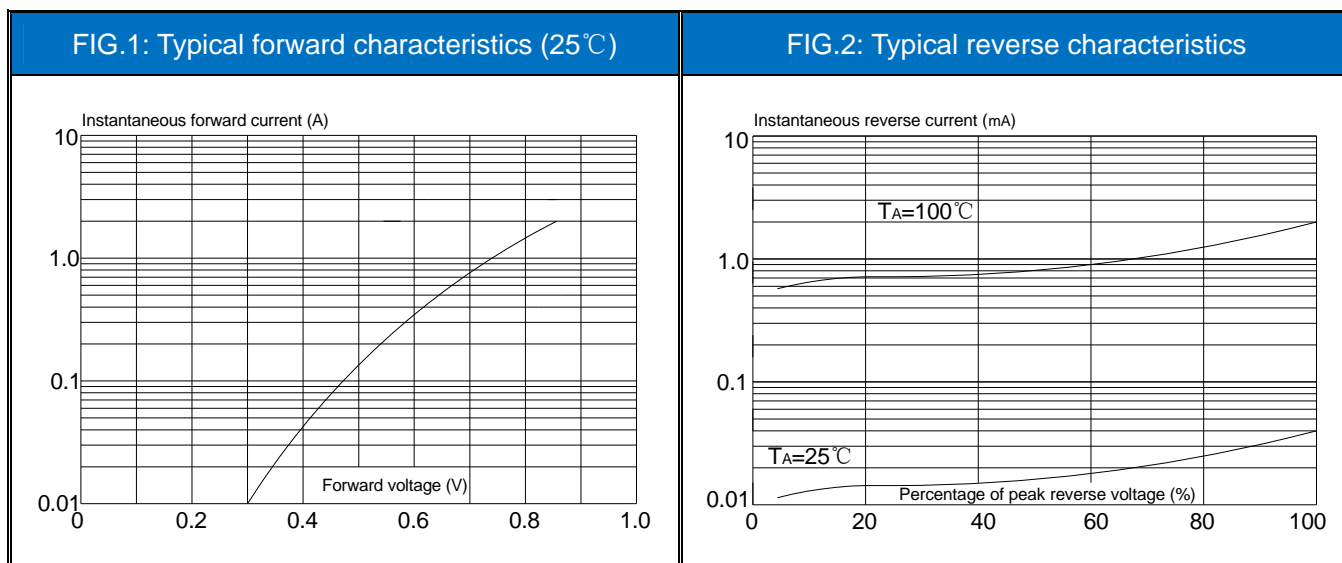 FIG.1: Typical forward characteristics (25℃)
Instantaneous forward current (A)
10
1.0
0.1
0.01
Forward voltage (V)
0 0.2 0.4 0.6 0.8 1.0
FIG.2: Typical reverse characteristics
Instantaneous reverse current (mA)
10
TA=100℃
1.0
0.1
TA=25℃
0.01
Percentage of peak reverse voltage (%)
0 20 40 60 80 100